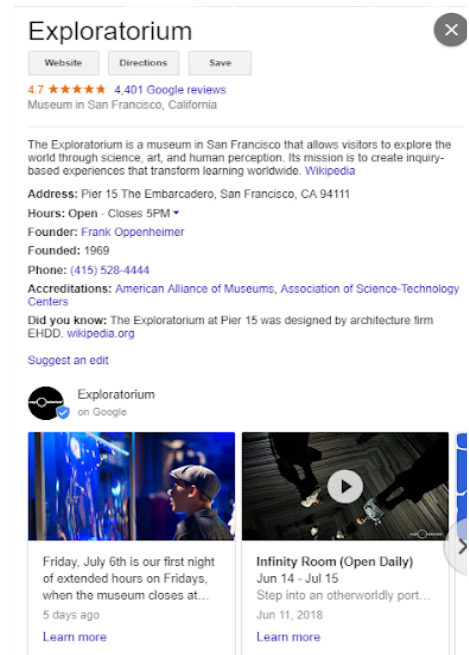 Exploratorium
Website
Directions
Save
4.7 ★★★★★ 4,401 Google reviews
Museum in San Francisco, California
The Exploratorium is a museum in San Francisco that allows visitors to explore the
world through science, art, and human perception. Its mission is to create inquiry-
based experiences that transform learning worldwide. Wikipedia
Address: Pier 15 The Embarcadero, San Francisco, CA 94111
Hours: Open · Closes 5PM
Founder: Frank Oppenheimer
Founded: 1969
Phone: (415) 528-4444
Accreditations: American Alliance of Museums, Association of Science-Technology
Centers
Did you know: The Exploratorium at Pier 15 was designed by architecture firm
EHDD. wikipedia.org
Suggest an edit
Exploratorium
on Google
Friday, July 6th is our first night
of extended hours on Fridays,
when the museum closes at...
5 days ago
Learn more
Infinity Room (Open Daily)
Jun 14 - Jul 15
Step into an otherworldly port...
Jun 11, 2018
Learn more